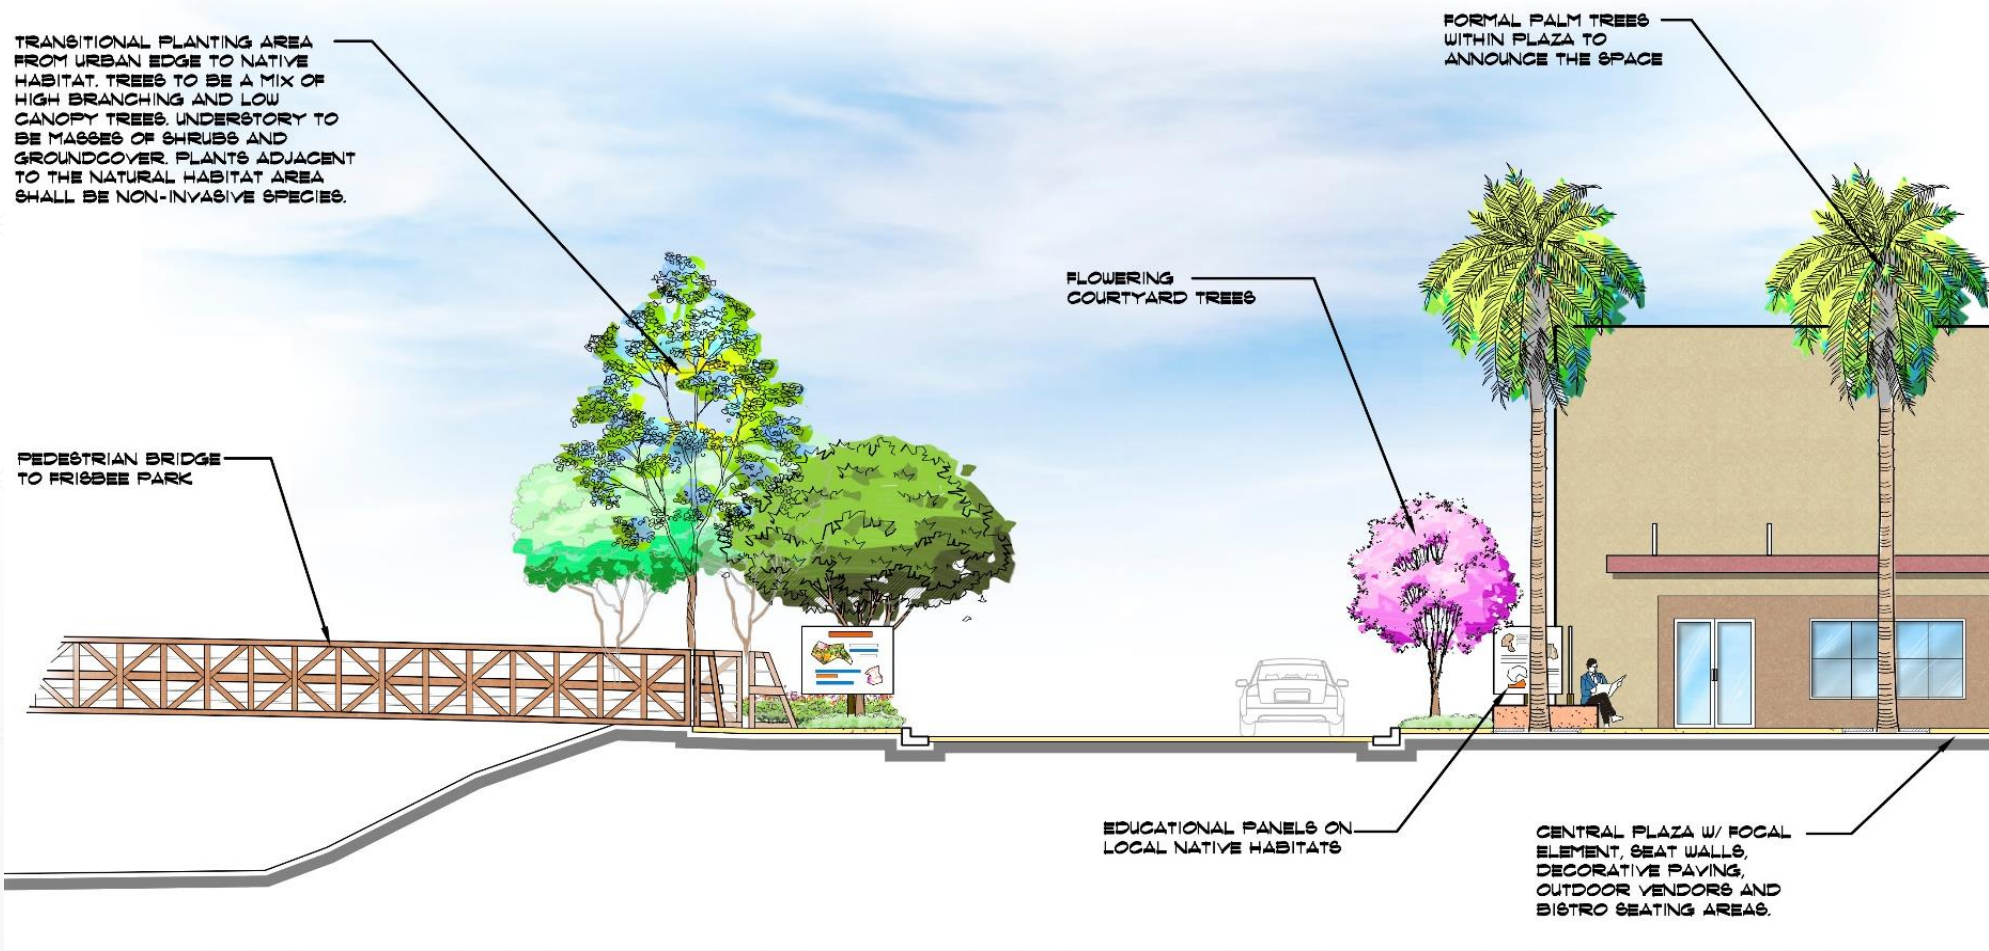 TRANSITIONAL PLANTING AREA
FROM URBAN EDGE TO NATIVE
HABITAT. TREES TO BE A MIX OF
HIGH BRANCHING AND LOW
CANOPY TREES. UNDERSTORY TO
BE MASSES OF SHRUBS AND
GROUNDCOVER. PLANTS ADJACENT
TO THE NATURAL HABITAT AREA
SHALL BE NON-INVASIVE SPECIES.
FORMAL PALM TREES
WITHIN PLAZA TO
ANNOUNCE THE SPACE
FLOWERING
COURTYARD TREES
PEDESTRIAN BRIDGE
TO FRISBEE PARK
EDUCATIONAL PANELS ON
LOCAL NATIVE HABITATS
CENTRAL PLAZA W/ FOCAL
ELEMENT, SEAT WALLS,
DECORATIVE PAVING,
OUTDOOR VENDORS AND
BISTRO SEATING AREAS.